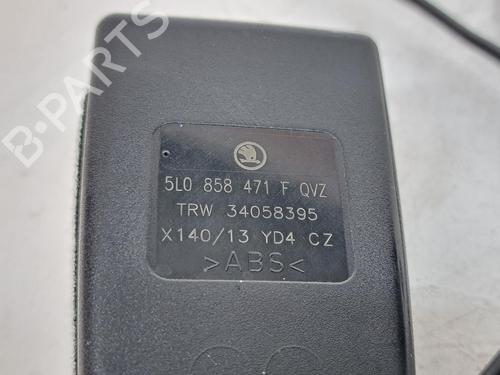 B-PARTS
5L0 858 471 F QVZ
TRW 34058395
X140/13 YD4 CZ
>ABS<